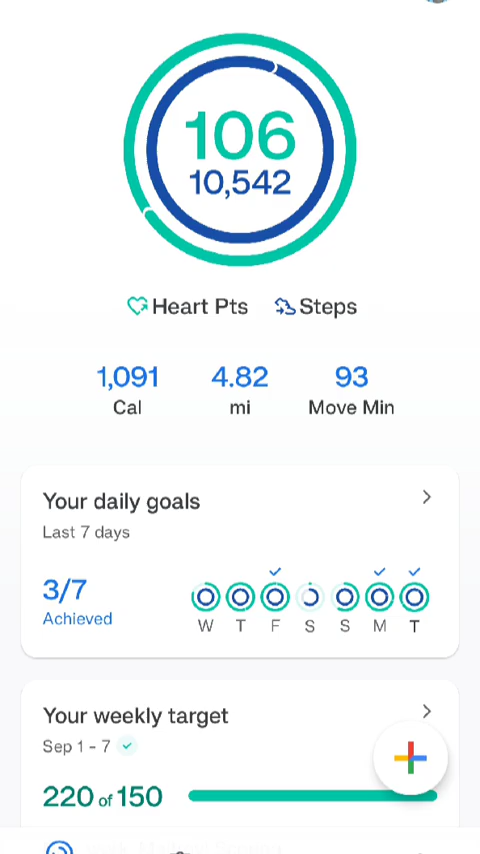 106
10,542
Heart Pts Steps
1,091 4.82 93
Cal mi Move Min
Your daily goals
Last 7 days
3/7
Achieved
W T F S S M T
Your weekly target
Sep 1 - 7
220 of 150